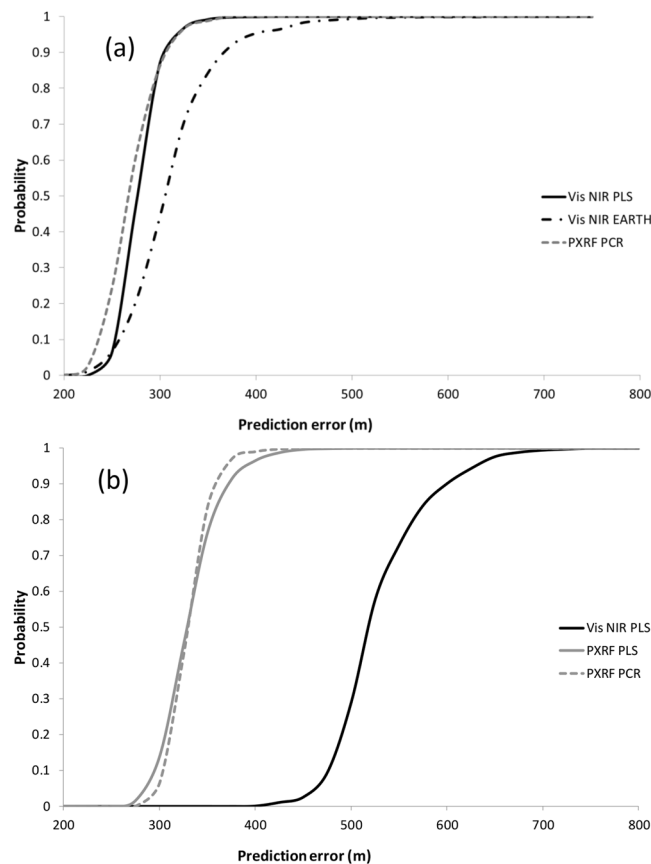 (a)
1
0.9
0.8
0.7
0.6
0.5
0.4
0.3
0.2
0.1
0
Probability
200 300 400 500 600 700 800
Prediction error (m)
Vis NIR PLS
Vis NIR EARTH
PXRF PCR
(b)
1
0.9
0.8
0.7
0.6
0.5
0.4
0.3
0.2
0.1
0
Probability
200 300 400 500 600 700 800
Prediction error (m)
Vis NIR PLS
PXRF PLS
PXRF PCR